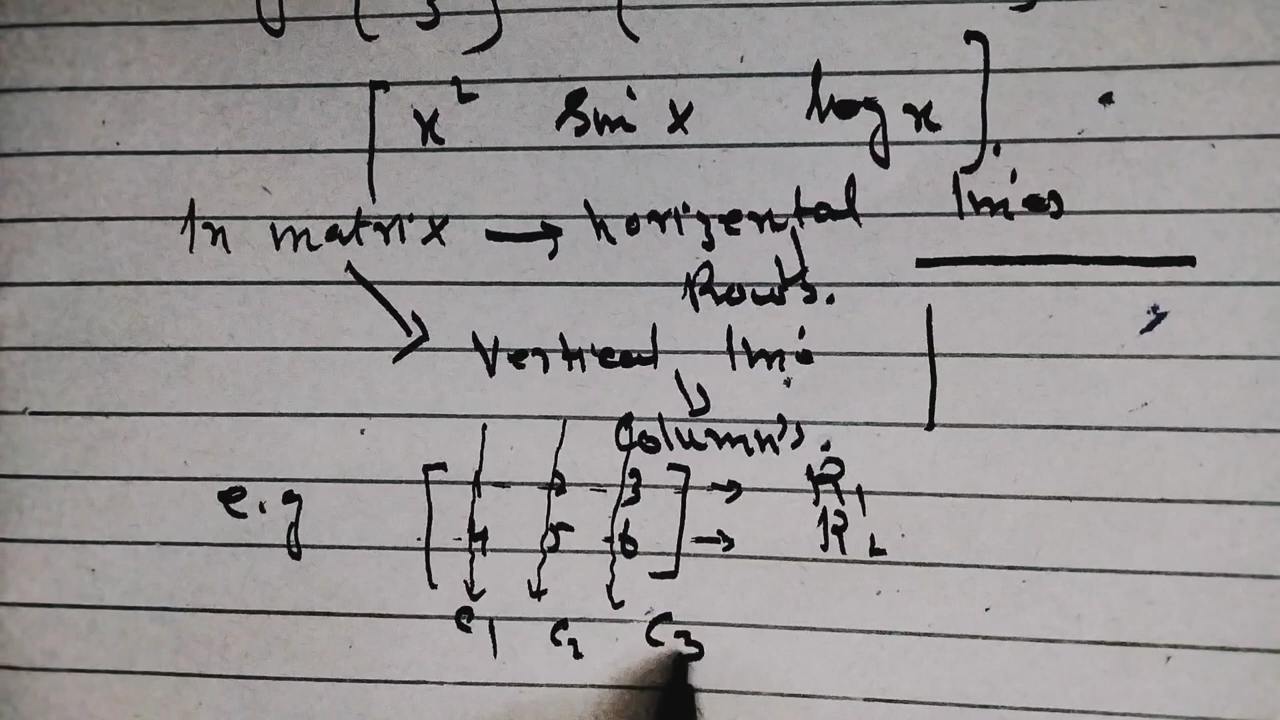 [ x² sin x log x ].
In matrix → horizental lines
Rows.
Vertical line
Columns.
e.g [ 1 2 3 ] → R₁
[ 4 5 6 ] → R₂
C₁ C₂ C₃